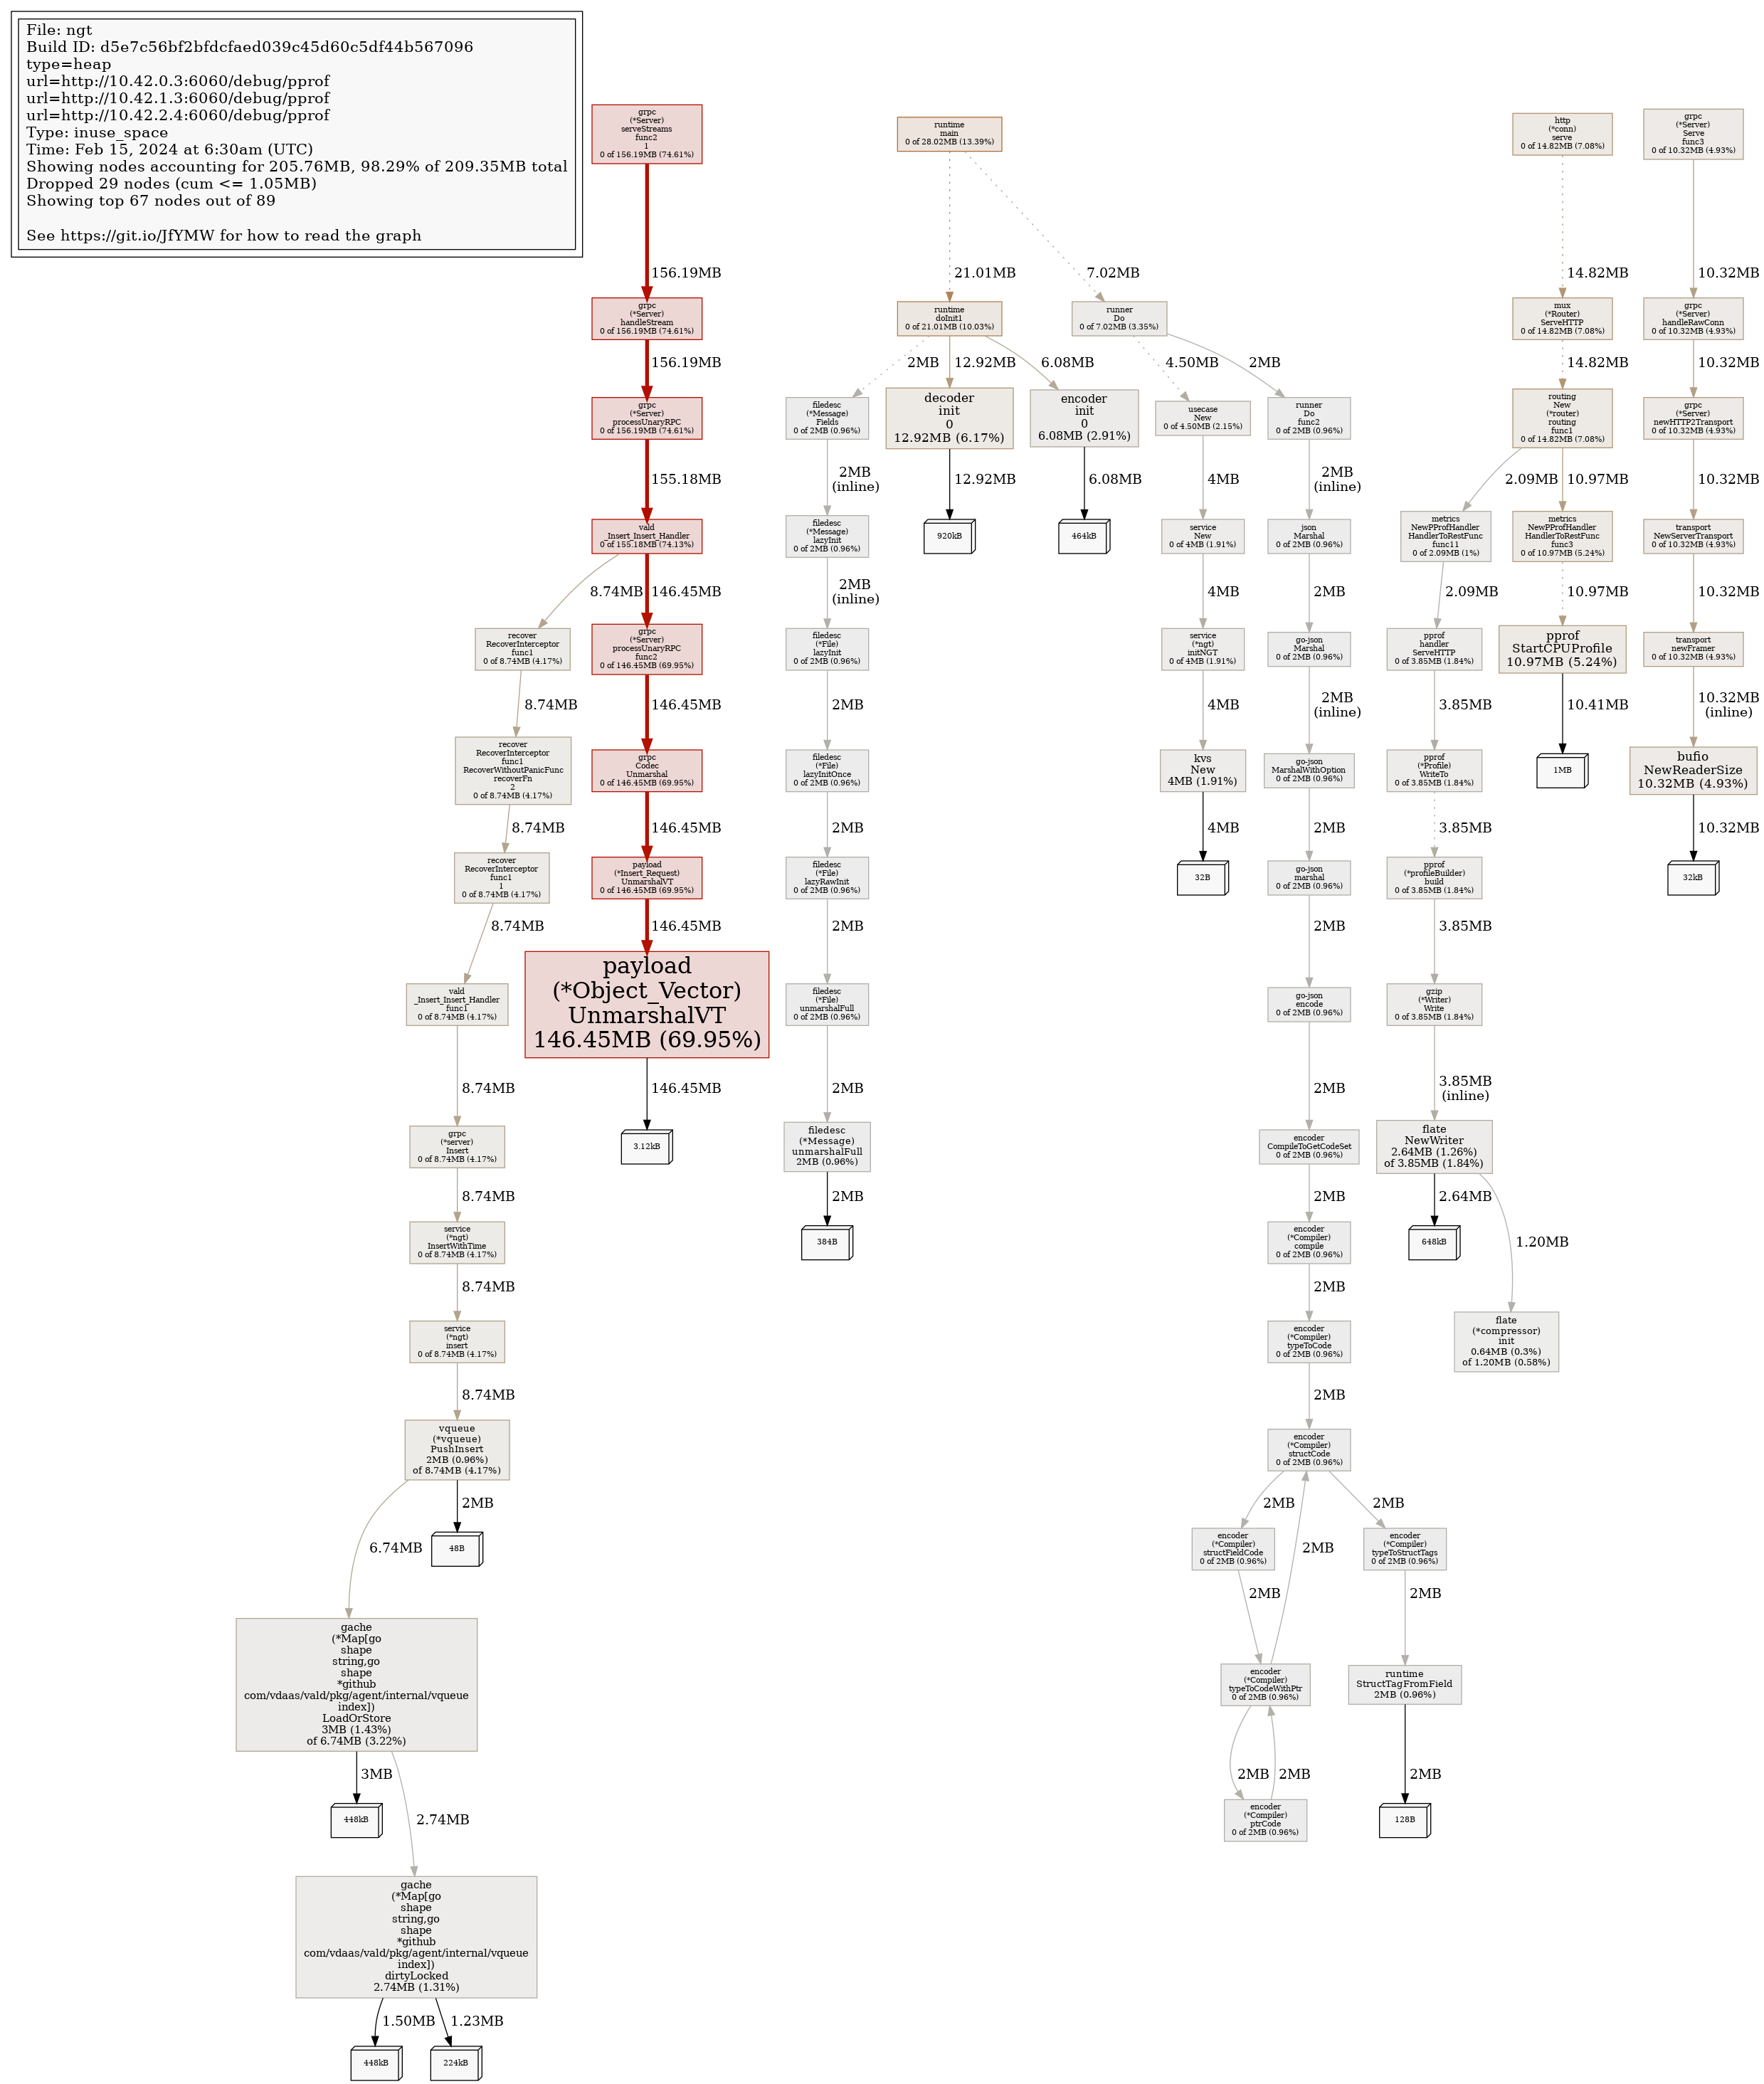 File: ngt
Build ID: d5e7c56bf2bfdcfaed039c45d60c5df44b567096
type=heap
url=http://10.42.0.3:6060/debug/pprof
url=http://10.42.1.3:6060/debug/pprof
url=http://10.42.2.4:6060/debug/pprof
Type: inuse_space
Time: Feb 15, 2024 at 6:30am (UTC)
Showing nodes accounting for 205.76MB, 98.29% of 209.35MB total
Dropped 29 nodes (cum <= 1.05MB)
Showing top 67 nodes out of 89
See https://git.io/JfYMW for how to read the graph
grpc
(*Server)
serveStreams
func2
1
0 of 156.19MB (74.61%)
156.19MB
grpc
(*Server)
handleStream
0 of 156.19MB (74.61%)
156.19MB
grpc
(*Server)
processUnaryRPC
0 of 156.19MB (74.61%)
155.18MB
vald
_Insert_Insert_Handler
0 of 155.18MB (74.13%)
8.74MB
146.45MB
recover
RecoverInterceptor
func1
0 of 8.74MB (4.17%)
8.74MB
recover
RecoverInterceptor
func1
RecoverWithoutPanicFunc
recoverFn
2
0 of 8.74MB (4.17%)
8.74MB
recover
RecoverInterceptor
func1
1
0 of 8.74MB (4.17%)
8.74MB
vald
_Insert_Insert_Handler
func1
0 of 8.74MB (4.17%)
8.74MB
grpc
(*server)
Insert
0 of 8.74MB (4.17%)
8.74MB
service
(*ngt)
InsertWithTime
0 of 8.74MB (4.17%)
8.74MB
service
(*ngt)
insert
0 of 8.74MB (4.17%)
8.74MB
vqueue
(*vqueue)
PushInsert
2MB (0.96%)
of 8.74MB (4.17%)
6.74MB
2MB
48B
gache
(*Map[go
shape
string,go
shape
*github
com/vdaas/vald/pkg/agent/internal/vqueue
index])
LoadOrStore
3MB (1.43%)
of 6.74MB (3.22%)
3MB
448kB
2.74MB
gache
(*Map[go
shape
string,go
shape
*github
com/vdaas/vald/pkg/agent/internal/vqueue
index])
dirtyLocked
2.74MB (1.31%)
1.50MB
1.23MB
448kB
224kB
grpc
(*Server)
processUnaryRPC
func2
0 of 146.45MB (69.95%)
146.45MB
grpc
Codec
Unmarshal
0 of 146.45MB (69.95%)
146.45MB
payload
(*Insert_Request)
UnmarshalVT
0 of 146.45MB (69.95%)
146.45MB
payload
(*Object_Vector)
UnmarshalVT
146.45MB (69.95%)
146.45MB
3.12kB
runtime
main
0 of 28.02MB (13.39%)
21.01MB
7.02MB
runtime
doInit1
0 of 21.01MB (10.03%)
2MB
12.92MB
6.08MB
filedesc
(*Message)
Fields
0 of 2MB (0.96%)
2MB
(inline)
filedesc
(*Message)
lazyInit
0 of 2MB (0.96%)
2MB
(inline)
filedesc
(*File)
lazyInit
0 of 2MB (0.96%)
2MB
filedesc
(*File)
lazyInitOnce
0 of 2MB (0.96%)
2MB
filedesc
(*File)
lazyRawInit
0 of 2MB (0.96%)
2MB
filedesc
(*File)
unmarshalFull
0 of 2MB (0.96%)
2MB
filedesc
(*Message)
unmarshalFull
2MB (0.96%)
2MB
384B
decoder
init
0
12.92MB (6.17%)
12.92MB
920kB
encoder
init
0
6.08MB (2.91%)
6.08MB
464kB
runner
Do
0 of 7.02MB (3.35%)
4.50MB
2MB
usecase
New
0 of 4.50MB (2.15%)
4MB
service
New
0 of 4MB (1.91%)
4MB
service
(*ngt)
initNGT
0 of 4MB (1.91%)
4MB
kvs
New
4MB (1.91%)
4MB
32B
runner
Do
func2
0 of 2MB (0.96%)
2MB
(inline)
json
Marshal
0 of 2MB (0.96%)
2MB
go-json
Marshal
0 of 2MB (0.96%)
2MB
(inline)
go-json
MarshalWithOption
0 of 2MB (0.96%)
2MB
go-json
marshal
0 of 2MB (0.96%)
2MB
go-json
encode
0 of 2MB (0.96%)
2MB
encoder
CompileToGetCodeSet
0 of 2MB (0.96%)
2MB
encoder
(*Compiler)
compile
0 of 2MB (0.96%)
2MB
encoder
(*Compiler)
typeToCode
0 of 2MB (0.96%)
2MB
encoder
(*Compiler)
structCode
0 of 2MB (0.96%)
2MB
2MB
encoder
(*Compiler)
structFieldCode
0 of 2MB (0.96%)
2MB
2MB
encoder
(*Compiler)
typeToCodeWithPtr
0 of 2MB (0.96%)
2MB
2MB
encoder
(*Compiler)
ptrCode
0 of 2MB (0.96%)
encoder
(*Compiler)
typeToStructTags
0 of 2MB (0.96%)
2MB
runtime
StructTagFromField
2MB (0.96%)
2MB
128B
http
(*conn)
serve
0 of 14.82MB (7.08%)
14.82MB
mux
(*Router)
ServeHTTP
0 of 14.82MB (7.08%)
14.82MB
routing
New
(*router)
routing
func1
0 of 14.82MB (7.08%)
2.09MB
10.97MB
metrics
NewPProfHandler
HandlerToRestFunc
func11
0 of 2.09MB (1%)
2.09MB
pprof
handler
ServeHTTP
0 of 3.85MB (1.84%)
3.85MB
pprof
(*Profile)
WriteTo
0 of 3.85MB (1.84%)
3.85MB
pprof
(*profileBuilder)
build
0 of 3.85MB (1.84%)
3.85MB
gzip
(*Writer)
Write
0 of 3.85MB (1.84%)
3.85MB
(inline)
flate
NewWriter
2.64MB (1.26%)
of 3.85MB (1.84%)
2.64MB
648kB
1.20MB
flate
(*compressor)
init
0.64MB (0.3%)
of 1.20MB (0.58%)
metrics
NewPProfHandler
HandlerToRestFunc
func3
0 of 10.97MB (5.24%)
10.97MB
pprof
StartCPUProfile
10.97MB (5.24%)
10.41MB
1MB
grpc
(*Server)
Serve
func3
0 of 10.32MB (4.93%)
10.32MB
grpc
(*Server)
handleRawConn
0 of 10.32MB (4.93%)
10.32MB
grpc
(*Server)
newHTTP2Transport
0 of 10.32MB (4.93%)
10.32MB
transport
NewServerTransport
0 of 10.32MB (4.93%)
10.32MB
transport
newFramer
0 of 10.32MB (4.93%)
10.32MB
(inline)
bufio
NewReaderSize
10.32MB (4.93%)
10.32MB
32kB